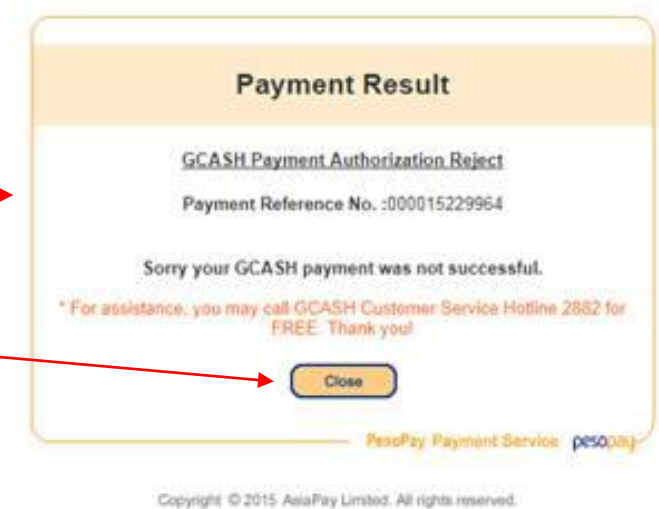 Payment Result
GCASH Payment Authorization Reject
Payment Reference No. :000015229964
Sorry your GCASH payment was not successful.
* For assistance, you may call GCASH Customer Service Hotline 2882 for
FREE. Thank you!
Close
PesoPay Payment Service pesopay
Copyright © 2015 AsiaPay Limited. All rights reserved.